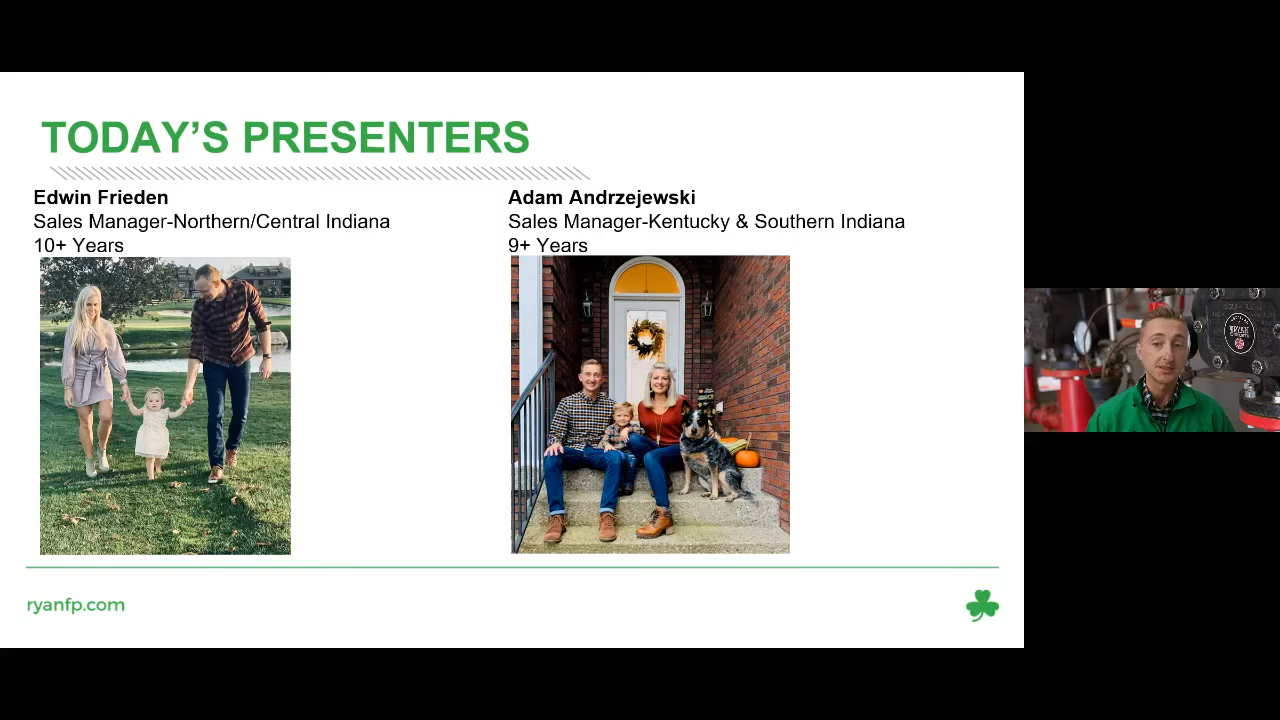 TODAY'S PRESENTERS
Edwin Frieden
Sales Manager-Northern/Central Indiana
10+ Years
Adam Andrzejewski
Sales Manager-Kentucky & Southern Indiana
9+ Years
ryanfp.com
RYAN